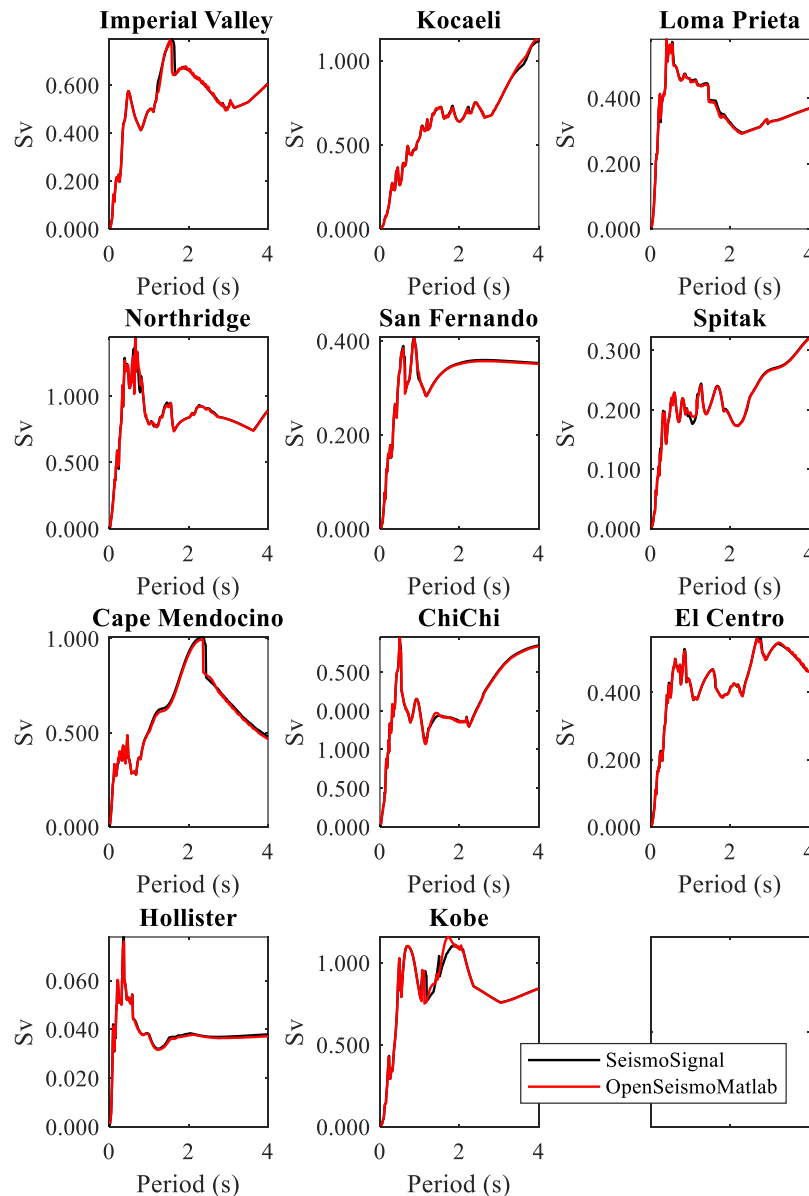 Imperial Valley
0.600
0.400
0.200
0.000
Sv
0 2 4
Period (s)
Kocaeli
1.000
0.500
0.000
Sv
0 2 4
Period (s)
Loma Prieta
0.400
0.200
0.000
Sv
0 2 4
Period (s)
Northridge
1.000
0.500
0.000
Sv
0 2 4
Period (s)
San Fernando
0.400
0.200
0.000
Sv
0 2 4
Period (s)
Spitak
0.300
0.200
0.100
0.000
Sv
0 2 4
Period (s)
Cape Mendocino
1.000
0.500
0.000
Sv
0 2 4
Period (s)
ChiChi
0.500
0.000
1.000
0.500
0.000
Sv
0 2 4
Period (s)
El Centro
0.400
0.200
0.000
Sv
0 2 4
Period (s)
Hollister
0.060
0.040
0.020
0.000
Sv
0 2 4
Period (s)
Kobe
1.000
0.500
0.000
Sv
0 2 4
Period (s)
SeismoSignal
OpenSeismoMatlab